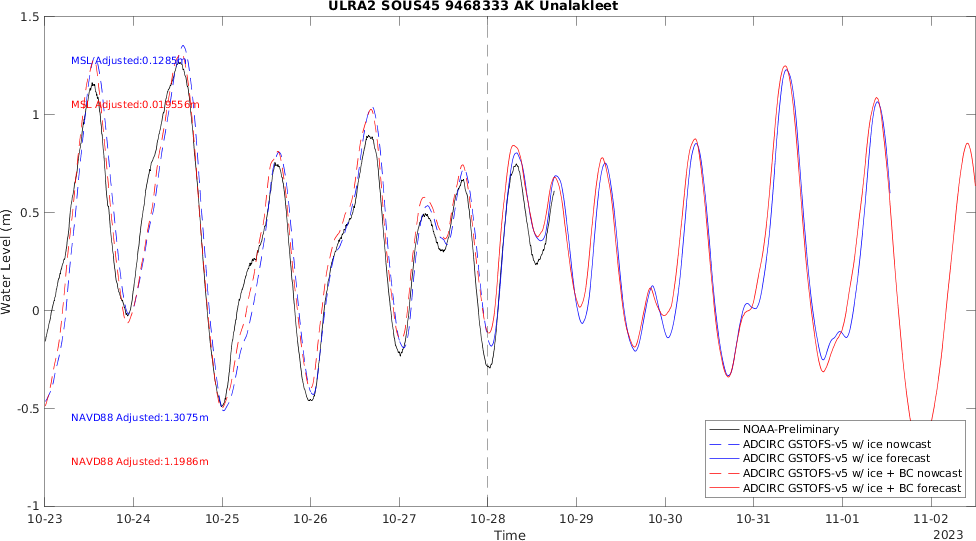 ULRA2 SOUS45 9468333 AK Unalakleet
1.5
1
0.5
0
-0.5
-1
Water Level (m)
MSL Adjusted:0.1285m
MSL Adjusted:0.019556m
NAVD88 Adjusted:1.3075m
NAVD88 Adjusted:1.1986m
NOAA-Preliminary
ADCIRC GSTOFS-v5 w/ ice nowcast
ADCIRC GSTOFS-v5 w/ ice forecast
ADCIRC GSTOFS-v5 w/ ice + BC nowcast
ADCIRC GSTOFS-v5 w/ ice + BC forecast
10-23 10-24 10-25 10-26 10-27 10-28 10-29 10-30 10-31 11-01 11-02
Time
2023